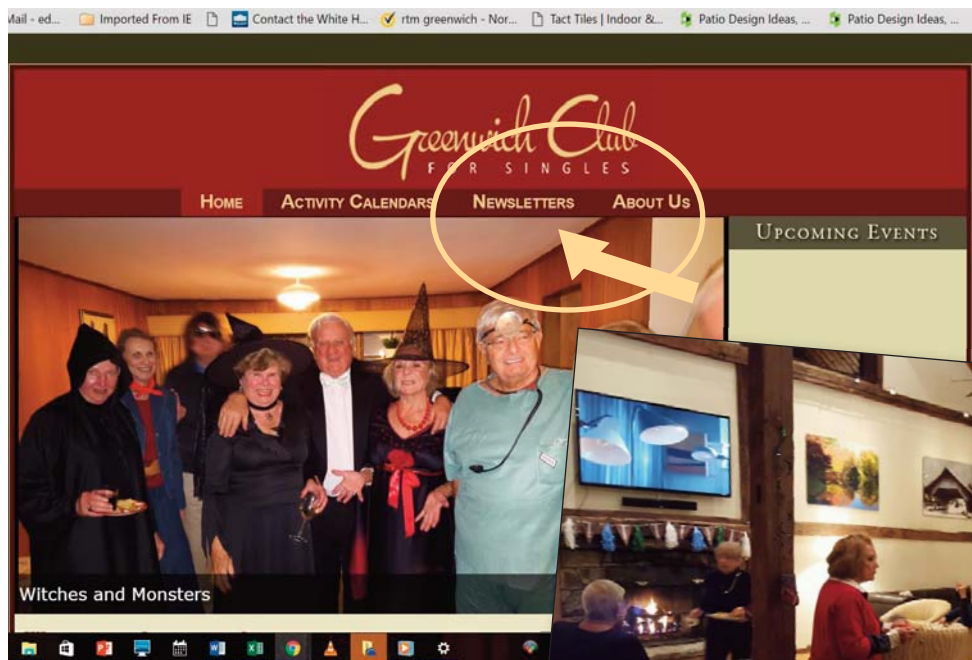 Mail - ed... Imported From IE Contact the White H... rtm greenwich - Nor... Tact Tiles | Indoor &... Patio Design Ideas, ... Patio Design Ideas, ...
Greenwich Club
FOR SINGLES
HOME ACTIVITY CALENDARS NEWSLETTERS ABOUT US
UPCOMING EVENTS
Witches and Monsters